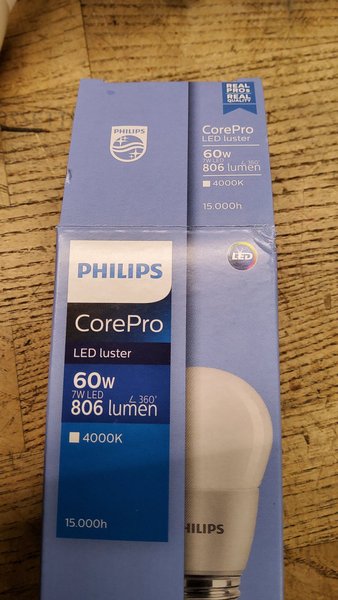 REAL
PROs
REAL
QUALITY
PHILIPS
CorePro
LED luster
60W
7W LED
360°
806 lumen
4000K
15.000h
PHILIPS
LED
CorePro
LED luster
60W
7W LED
360°
806 lumen
4000K
15.000h
HILIPS